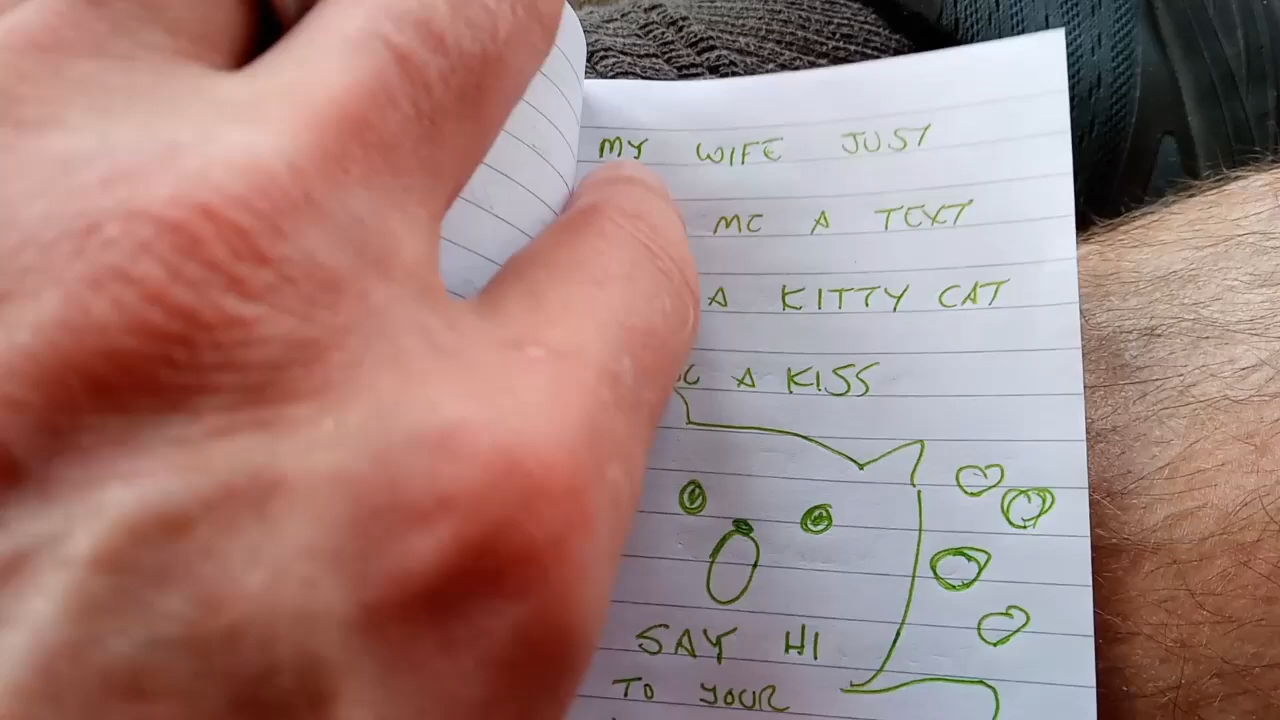 MY WIFE JUST
ME A TEXT
A KITTY CAT
A KISS
SAY HI
TO YOUR